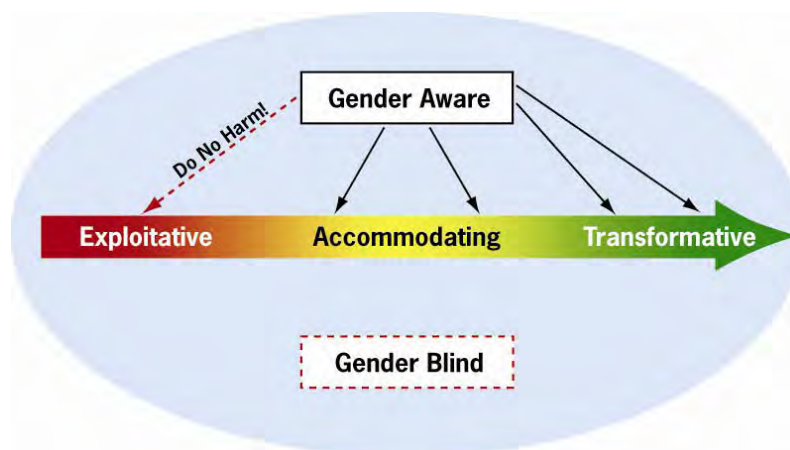 Gender Aware
Do No Harm!
Exploitative
Accommodating
Transformative
Gender Blind